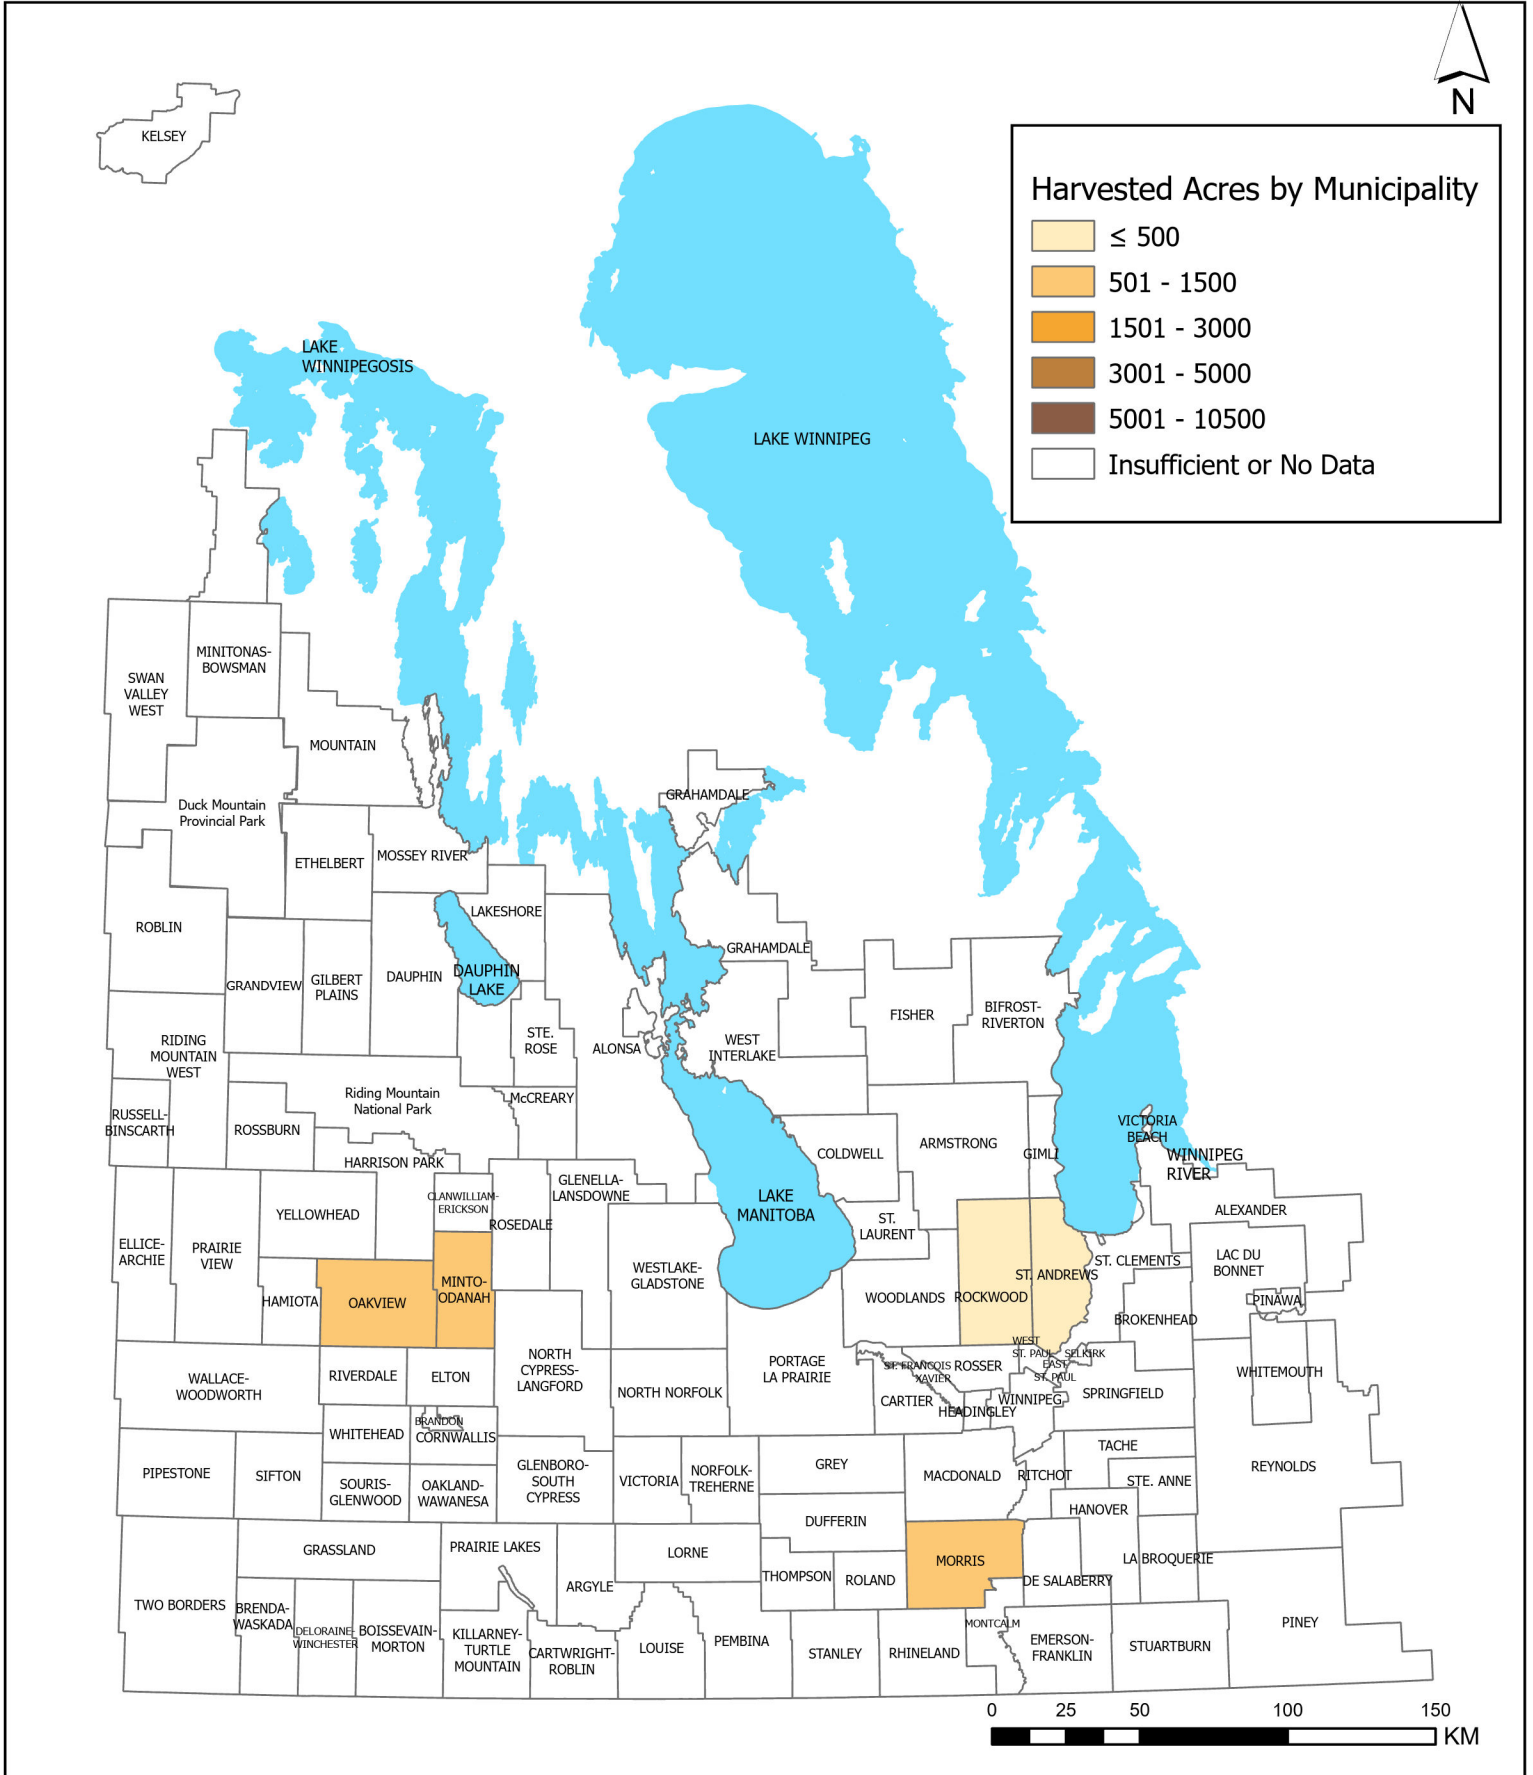 N
KELSEY
Harvested Acres by Municipality
≤ 500
501 - 1500
1501 - 3000
3001 - 5000
5001 - 10500
Insufficient or No Data
LAKE
WINNIPEGOSIS
LAKE WINNIPEG
MINITONAS-
BOWSMAN
SWAN
VALLEY
WEST
MOUNTAIN
Duck Mountain
Provincial Park
GRAHAMDALE
ETHELBERT
MOSSEY RIVER
LAKESHORE
ROBLIN
GRAHAMDALE
DAUPHIN
LAKE
GRANDVIEW
GILBERT
PLAINS
DAUPHIN
FISHER
BIFROST-
RIVERTON
STE.
ROSE
ALONSA
WEST
INTERLAKE
RIDING
MOUNTAIN
WEST
Riding Mountain
National Park
McCREARY
RUSSELL-
BINSCARTH
ROSSBURN
VICTORIA
BEACH
ARMSTRONG
COLDWELL
GIMLI
WINNIPEG
RIVER
HARRISON PARK
GLENELLA-
LANSDOWNE
CLANWILLIAM-
ERICKSON
LAKE
MANITOBA
ALEXANDER
YELLOWHEAD
ROSEDALE
ST.
LAURENT
ELLICE-
ARCHIE
PRAIRIE
VIEW
ST. CLEMENTS
LAC DU
BONNET
WESTLAKE-
GLADSTONE
ST. ANDREWS
MINTO-
ODANAH
HAMIOTA
OAKVIEW
WOODLANDS
ROCKWOOD
PINAWA
BROKENHEAD
WEST
ST. PAUL
SELKIRK
EAST
ST. PAUL
ST. FRANCOIS
XAVIER
ROSSER
NORTH
CYPRESS-
LANGFORD
PORTAGE
LA PRAIRIE
WHITEMOUTH
RIVERDALE
ELTON
WALLACE-
WOODWORTH
NORTH NORFOLK
CARTIER
HEADINGLEY
WINNIPEG
SPRINGFIELD
BRANDON
CORNWALLIS
WHITEHEAD
TACHE
PIPESTONE
SIFTON
GLENBORO-
SOUTH
CYPRESS
GREY
MACDONALD
RITCHOT
REYNOLDS
SOURIS-
GLENWOOD
OAKLAND-
WAWANESA
VICTORIA
NORFOLK-
TREHERNE
STE. ANNE
HANOVER
DUFFERIN
GRASSLAND
PRAIRIE LAKES
LORNE
MORRIS
LA BROQUERIE
THOMPSON
ROLAND
ARGYLE
DE SALABERRY
TWO BORDERS
BRENDA-
WASKADA
DELORAINE-
WINCHESTER
BOISSEVAIN-
MORTON
KILLARNEY-
TURTLE
MOUNTAIN
CARTWRIGHT-
ROBLIN
LOUISE
PEMBINA
STANLEY
RHINELAND
MONTCALM
EMERSON-
FRANKLIN
STUARTBURN
PINEY
0 25 50 100 150
KM